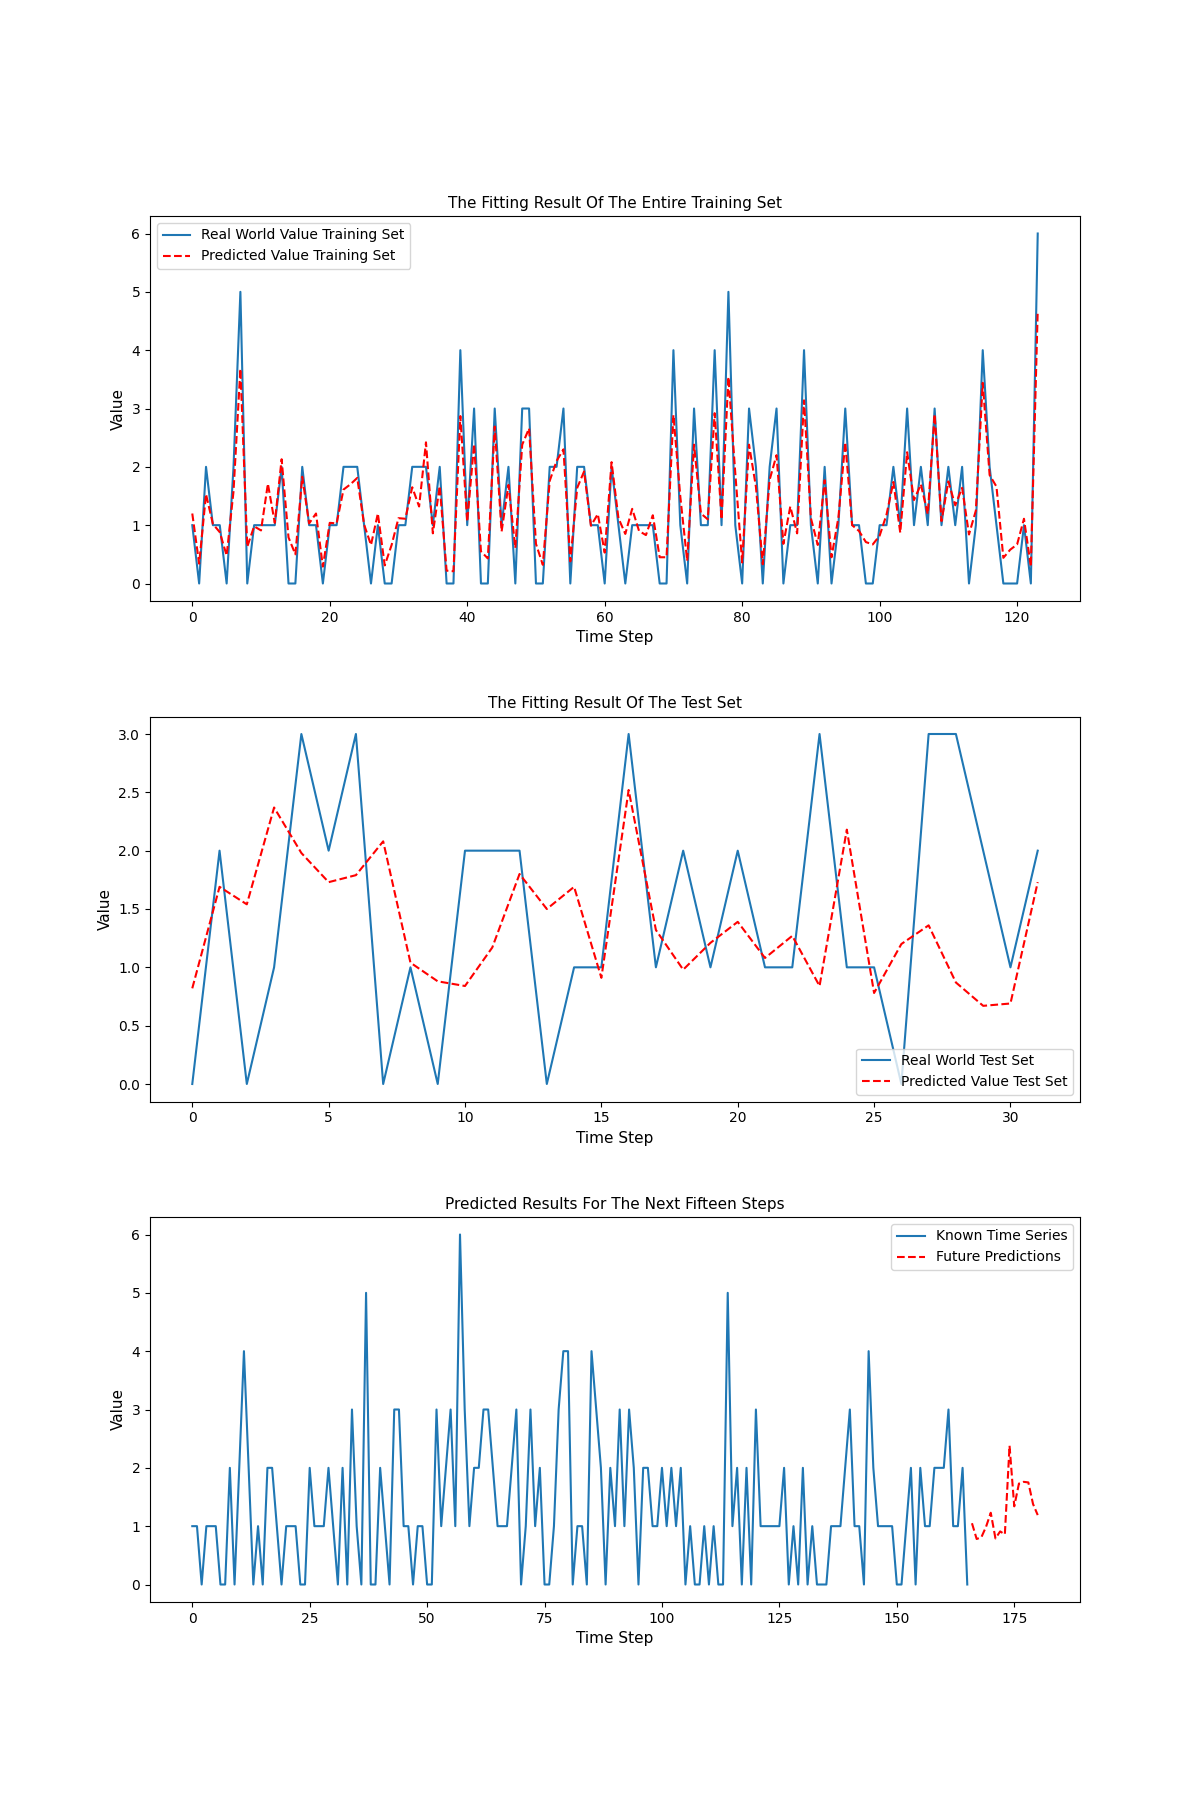 The Fitting Result Of The Entire Training Set
Real World Value Training Set
Predicted Value Training Set
6
5
4
3
2
1
0
Value
0 20 40 60 80 100 120
Time Step
The Fitting Result Of The Test Set
3.0
2.5
2.0
1.5
1.0
0.5
0.0
Value
Real World Test Set
Predicted Value Test Set
0 5 10 15 20 25 30
Time Step
Predicted Results For The Next Fifteen Steps
Known Time Series
Future Predictions
6
5
4
3
2
1
0
Value
0 25 50 75 100 125 150 175
Time Step